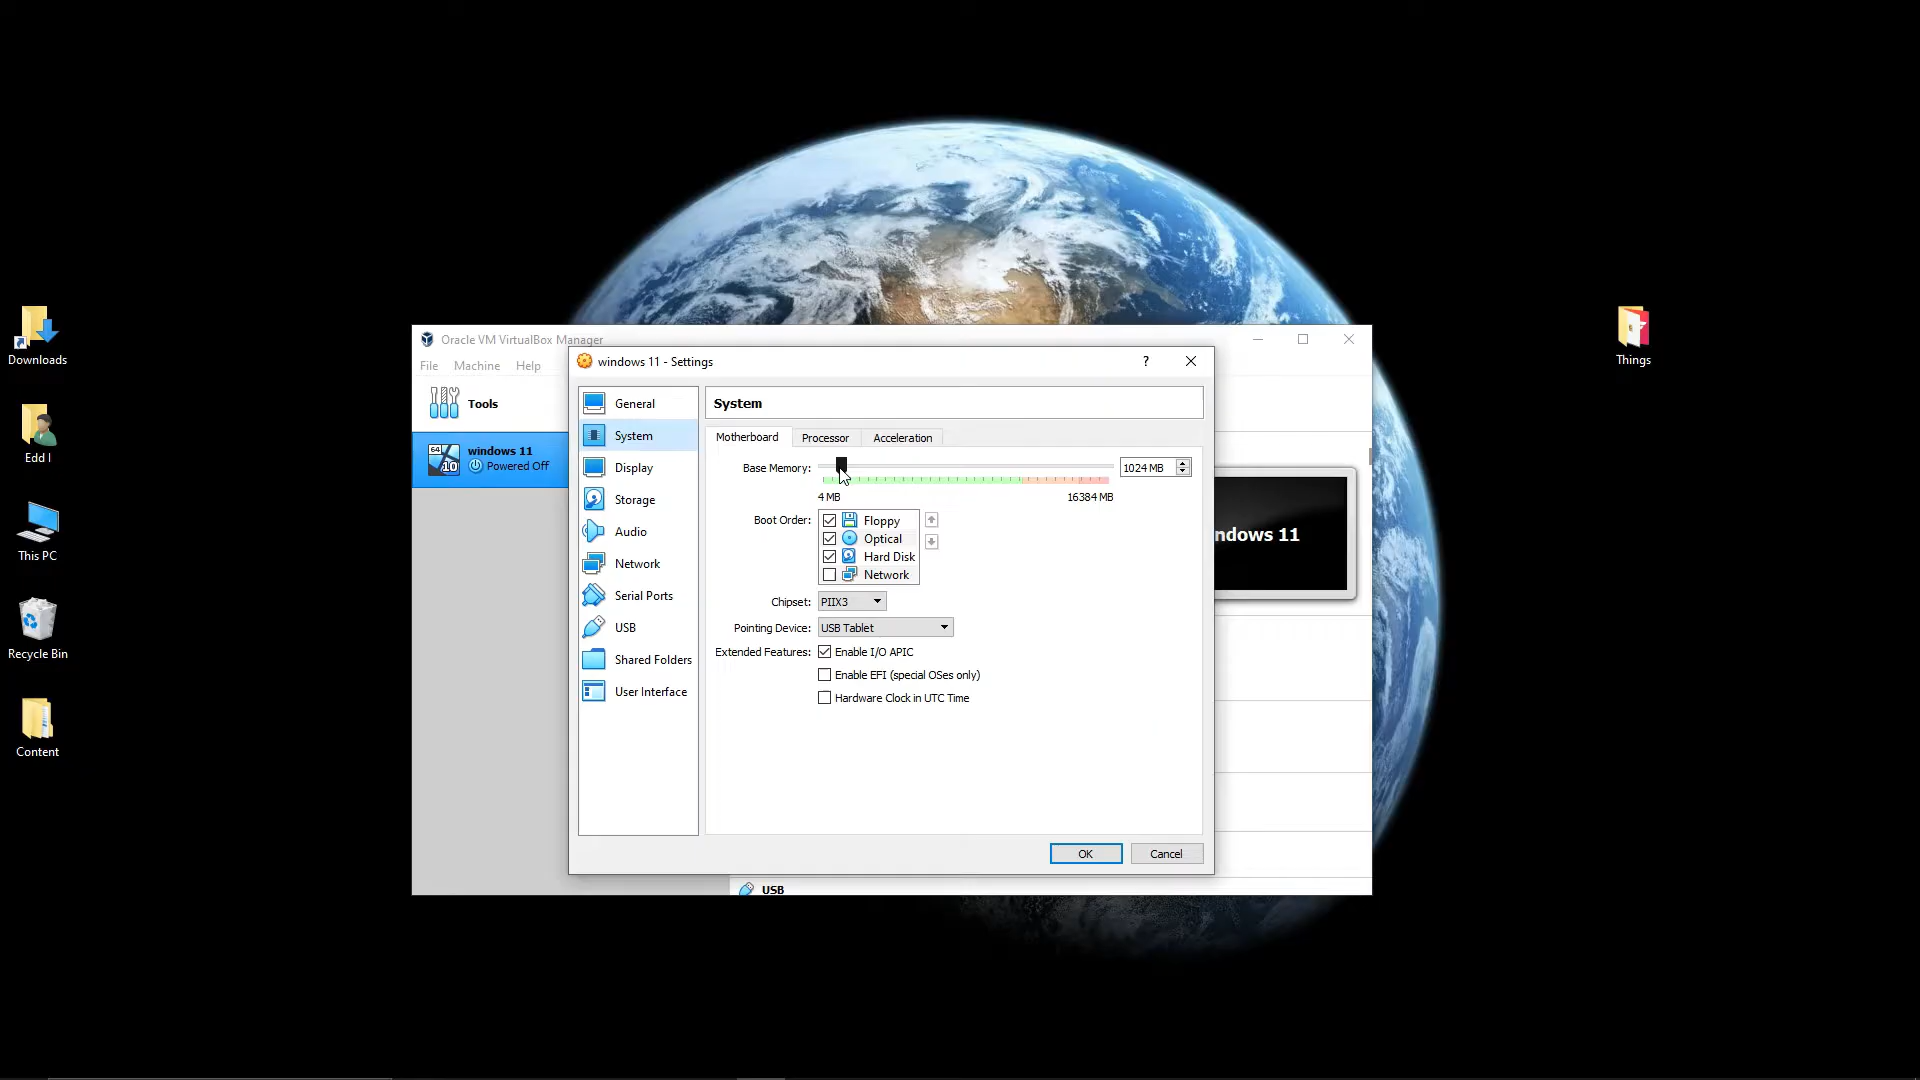 Downloads
Edd I
This PC
Recycle Bin
Content
Things
Oracle VM VirtualBox Manager
File Machine Help
Tools
64
10
windows 11
Powered Off
ndows 11
USB
windows 11 - Settings
?
General
System
Display
Storage
Audio
Network
Serial Ports
USB
Shared Folders
User Interface
System
Motherboard Processor Acceleration
Base Memory: 1024 MB
4 MB 16384 MB
Boot Order: Floppy
Optical
Hard Disk
Network
Chipset: PIIX3
Pointing Device: USB Tablet
Extended Features: Enable I/O APIC
Enable EFI (special OSes only)
Hardware Clock in UTC Time
OK Cancel